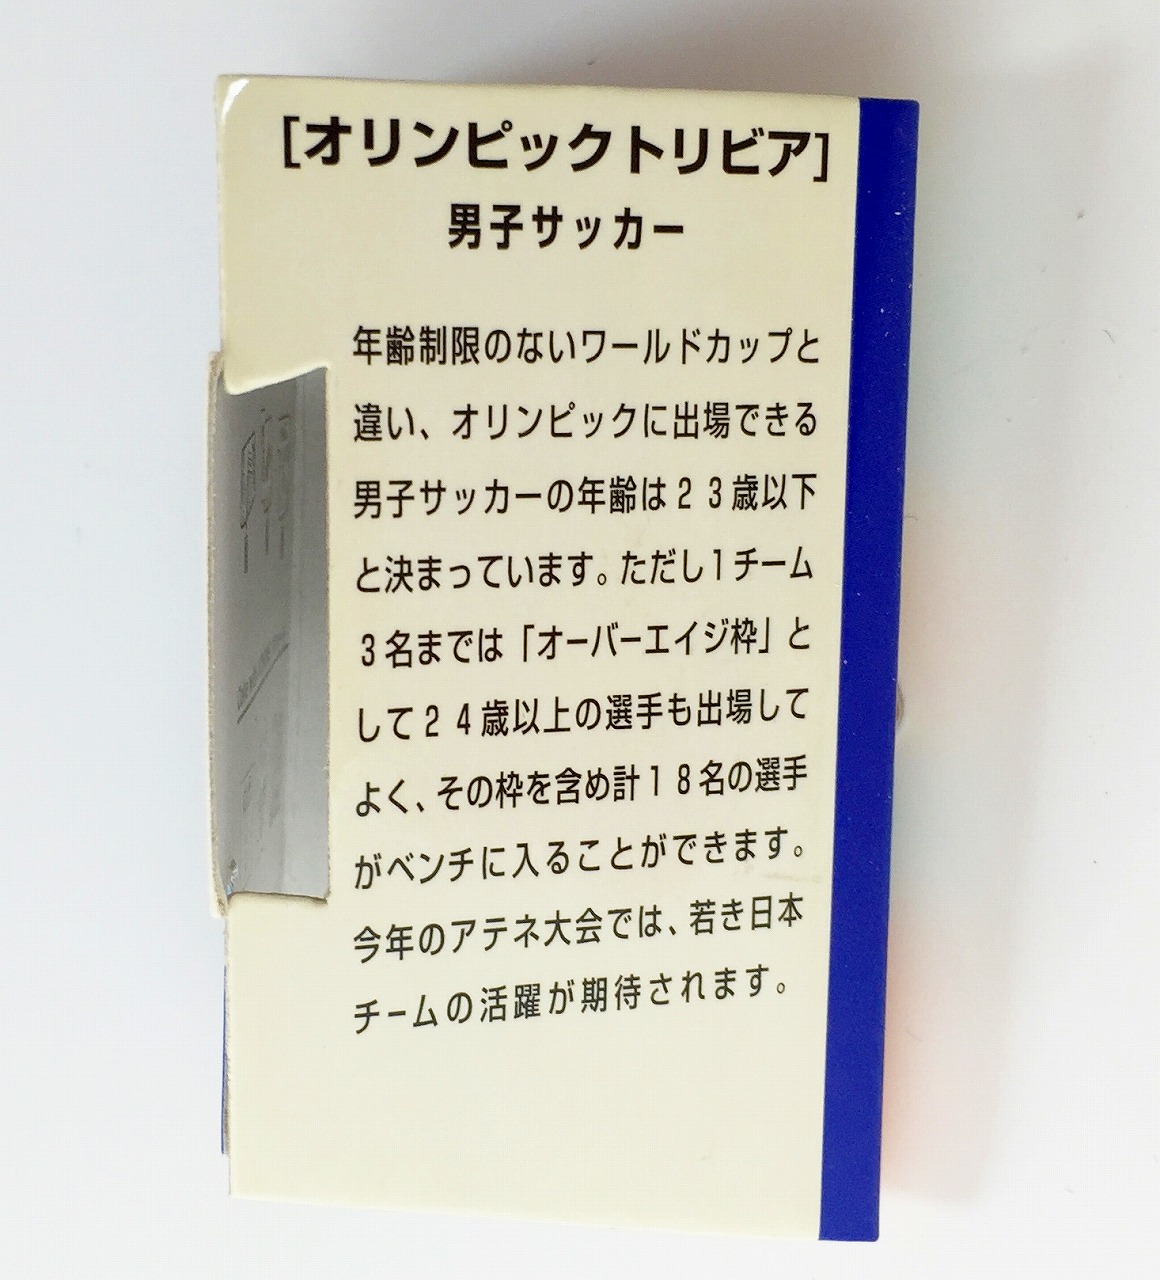 [オリンピックトリビア]
男子サッカー
年齢制限のないワールドカップと
違い、オリンピックに出場できる
男子サッカーの年齢は２３歳以下
と決まっています。ただし１チーム
３名までは「オーバーエイジ枠」と
して２４歳以上の選手も出場して
よく、その枠を含め計１８名の選手
がベンチに入ることができます。
今年のアテネ大会では、若き日本
チームの活躍が期待されます。